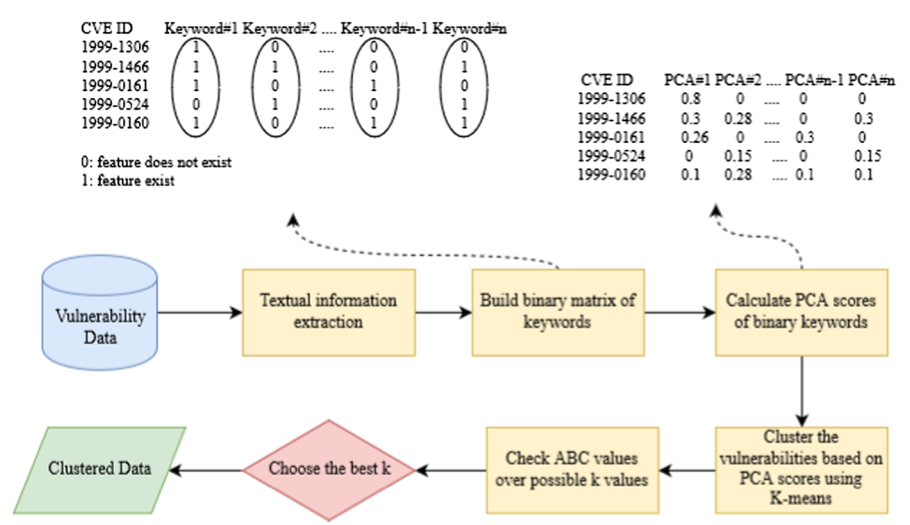 CVE ID Keyword#1 Keyword#2 .... Keyword#n-1 Keyword#n
1999-1306 1 0 .... 0 0
1999-1466 1 1 .... 0 1
1999-0161 1 0 .... 1 0
1999-0524 0 1 .... 0 1
1999-0160 1 0 .... 1 1
0: feature does not exist
1: feature exist
CVE ID PCA#1 PCA#2 .... PCA#n-1 PCA#n
1999-1306 0.8 0 .... 0 0
1999-1466 0.3 0.28 .... 0 0.3
1999-0161 0.26 0 .... 0.3 0
1999-0524 0 0.15 .... 0 0.15
1999-0160 0.1 0.28 .... 0.1 0.1
Vulnerability
Data
Textual information
extraction
Build binary matrix of
keywords
Calculate PCA scores
of binary keywords
Clustered Data
Choose the best k
Check ABC values
over possible k values
Cluster the
vulnerabilities based on
PCA scores using
K-means